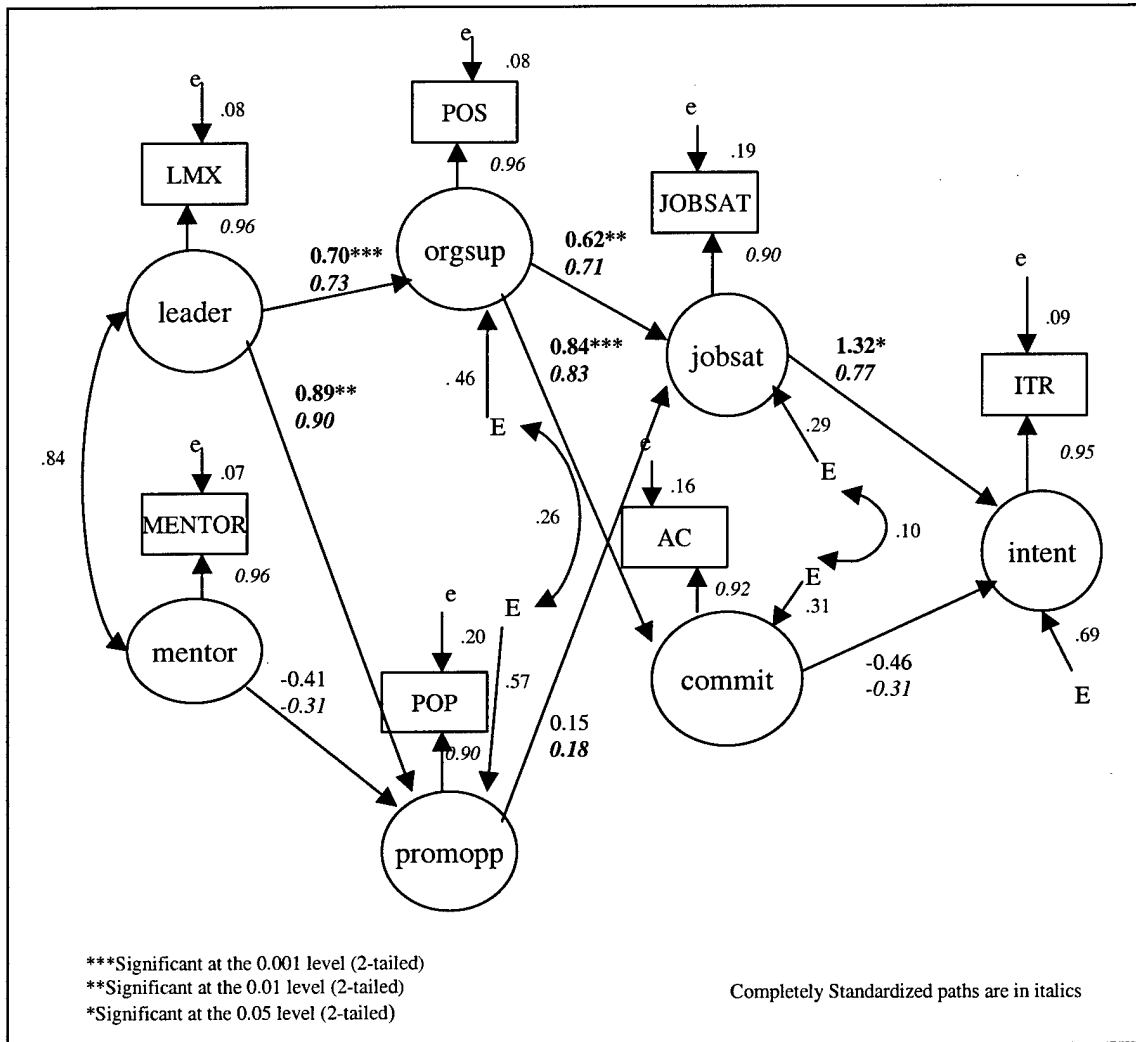 e
.08
POS
0.96
e
.08
LMX
0.96
e
.19
JOBSAT
0.90
orgsup
0.70***
0.73
0.62**
0.71
leader
e
.09
ITR
0.95
jobsat
1.32*
0.77
0.84***
0.83
.46
E
0.89**
0.90
.29
E
.84
e
.07
MENTOR
0.96
e
.16
AC
0.92
.26
.10
intent
E
.31
E
mentor
e
.20
POP
0.90
.57
commit
-0.46
-0.31
.69
E
-0.41
-0.31
0.15
0.18
promopp
***Significant at the 0.001 level (2-tailed)
**Significant at the 0.01 level (2-tailed)
*Significant at the 0.05 level (2-tailed)
Completely Standardized paths are in italics